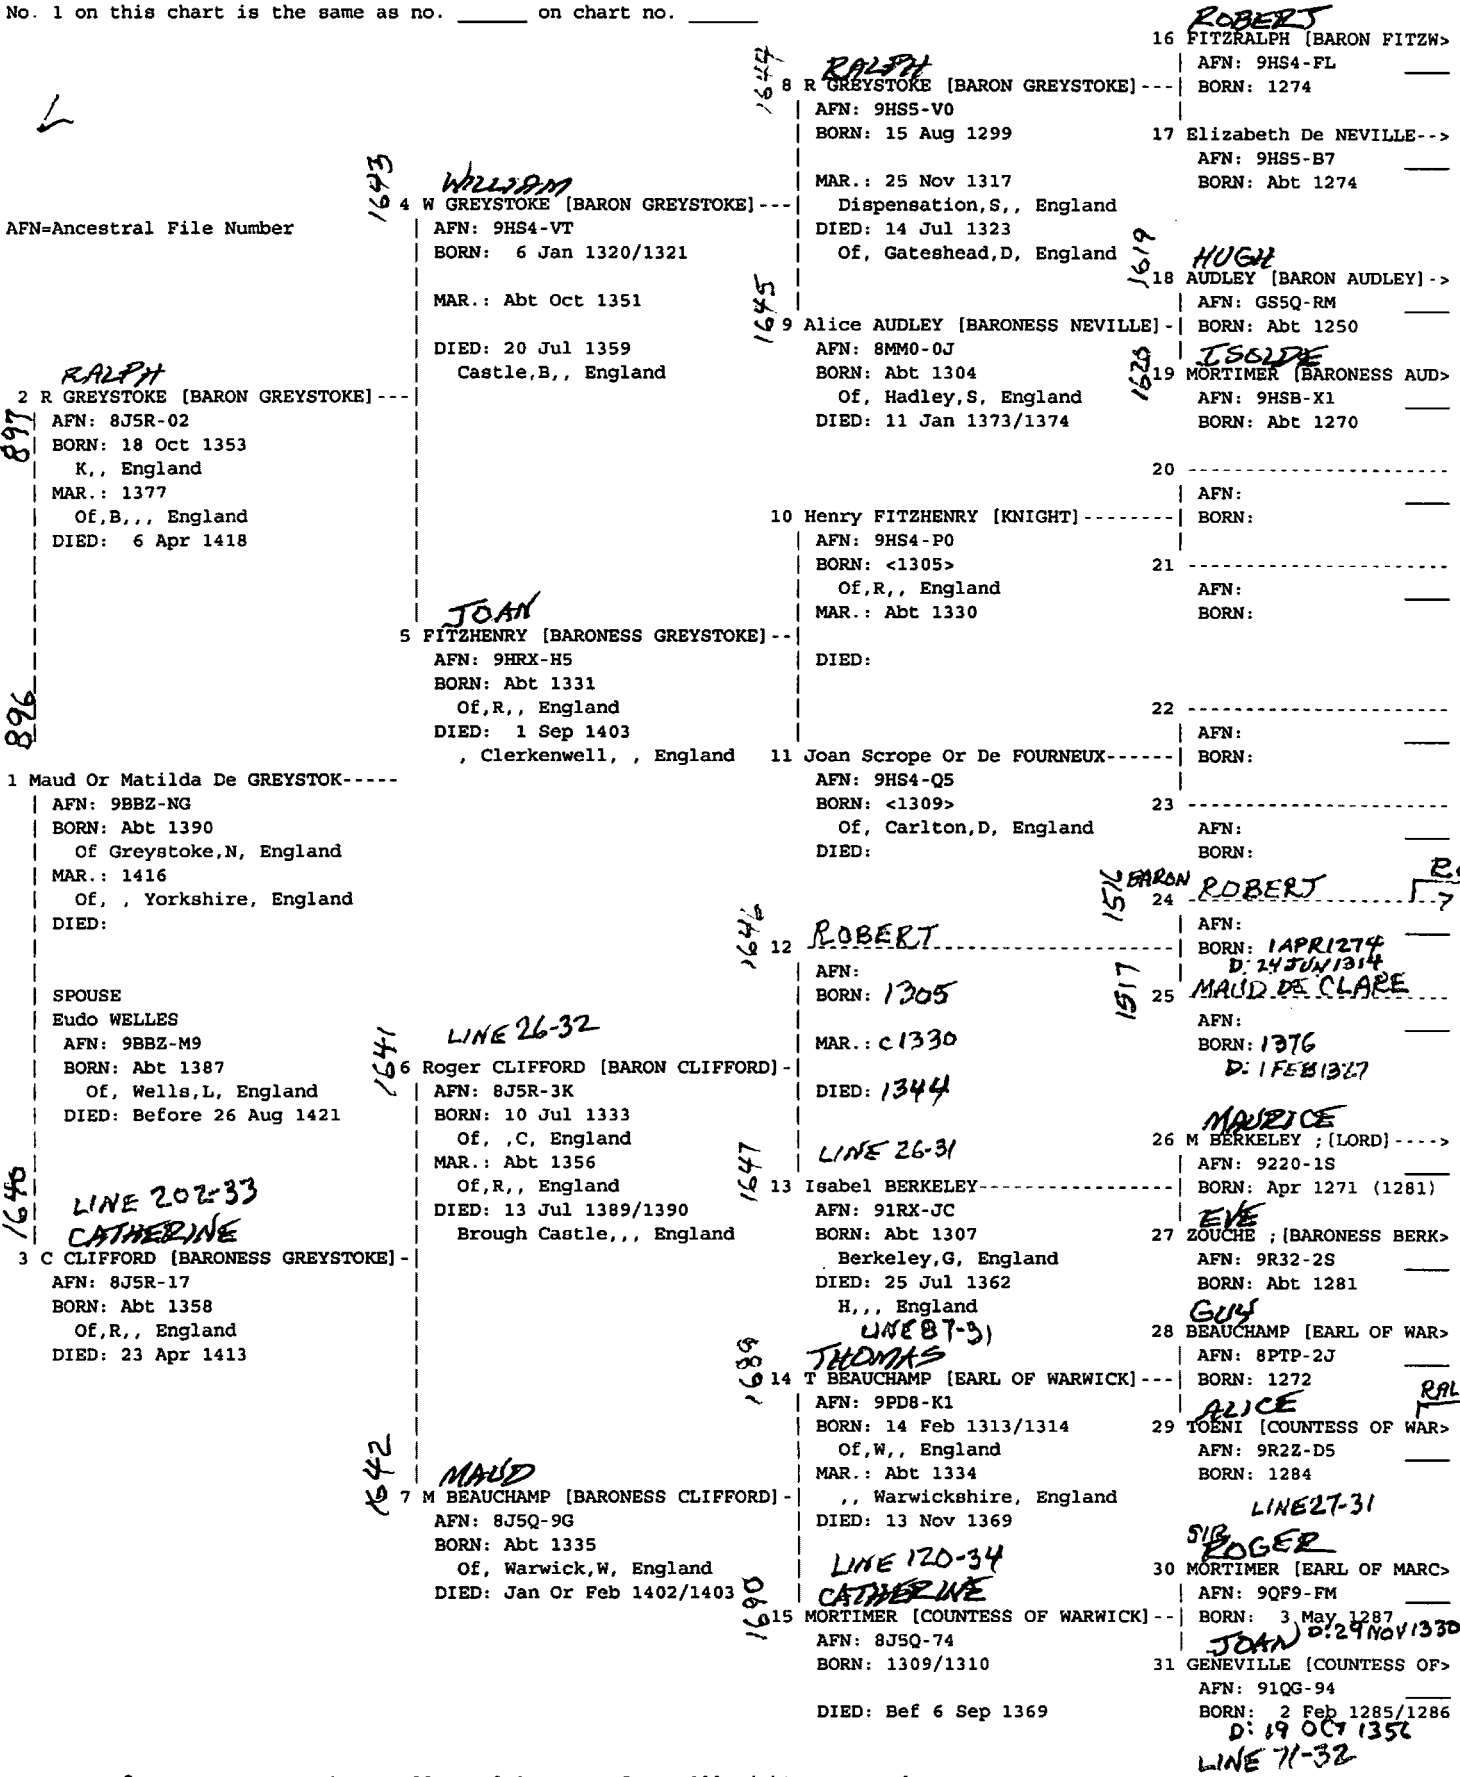 No. 1 on this chart is the same as no. ______ on chart no. ______
AFN=Ancestral File Number
897
RALPH
2 R GREYSTOKE [BARON GREYSTOKE]---
AFN: 8J5R-02
BORN: 18 Oct 1353
K,, England
MAR.: 1377
Of,B,,, England
DIED: 6 Apr 1418
896
1 Maud Or Matilda De GREYSTOK-----
AFN: 9BBZ-NG
BORN: Abt 1390
Of Greystoke,N, England
MAR.: 1416
Of, , Yorkshire, England
DIED:
SPOUSE
Eudo WELLES
AFN: 9BBZ-M9
BORN: Abt 1387
Of, Wells,L, England
DIED: Before 26 Aug 1421
1640
LINE 202-33
CATHERINE
3 C CLIFFORD [BARONESS GREYSTOKE]-
AFN: 8J5R-17
BORN: Abt 1358
Of,R,, England
DIED: 23 Apr 1413
1643
WILLIAM
4 W GREYSTOKE [BARON GREYSTOKE]---
AFN: 9HS4-VT
BORN: 6 Jan 1320/1321
MAR.: Abt Oct 1351
DIED: 20 Jul 1359
Castle,B,, England
JOAN
5 FITZHENRY [BARONESS GREYSTOKE]--
AFN: 9HRX-H5
BORN: Abt 1331
Of,R,, England
DIED: 1 Sep 1403
, Clerkenwell, , England
1641
LINE 26-32
6 Roger CLIFFORD [BARON CLIFFORD]-
AFN: 8J5R-3K
BORN: 10 Jul 1333
Of, ,C, England
MAR.: Abt 1356
Of,R,, England
DIED: 13 Jul 1389/1390
Brough Castle,,, England
1642
MAUD
7 M BEAUCHAMP [BARONESS CLIFFORD]-
AFN: 8J5Q-9G
BORN: Abt 1335
Of, Warwick,W, England
DIED: Jan Or Feb 1402/1403
1644
RALPH
8 R GREYSTOKE [BARON GREYSTOKE]---
AFN: 9HS5-V0
BORN: 15 Aug 1299
MAR.: 25 Nov 1317
Dispensation,S,, England
DIED: 14 Jul 1323
Of, Gateshead,D, England
1645
9 Alice AUDLEY [BARONESS NEVILLE]-
AFN: 8MM0-0J
BORN: Abt 1304
Of, Hadley,S, England
DIED: 11 Jan 1373/1374
10 Henry FITZHENRY [KNIGHT]--------
AFN: 9HS4-P0
BORN: <1305>
Of,R,, England
MAR.: Abt 1330
DIED:
11 Joan Scrope Or De FOURNEUX------
AFN: 9HS4-Q5
BORN: <1309>
Of, Carlton,D, England
DIED:
1646
12 ROBERT
AFN:
BORN: 1305
MAR.: c1330
DIED: 1344
1647
LINE 26-31
13 Isabel BERKELEY-----------------
AFN: 91RX-JC
BORN: Abt 1307
Berkeley,G, England
DIED: 25 Jul 1362
H,,, England
LINE 87-31
1689
THOMAS
14 T BEAUCHAMP [EARL OF WARWICK]---
AFN: 9PD8-K1
BORN: 14 Feb 1313/1314
Of,W,, England
MAR.: Abt 1334
,, Warwickshire, England
DIED: 13 Nov 1369
1690
LINE 120-34
CATHERINE
15 MORTIMER [COUNTESS OF WARWICK]--
AFN: 8J5Q-74
BORN: 1309/1310
DIED: Bef 6 Sep 1369
ROBERT
16 FITZRALPH [BARON FITZW>
AFN: 9HS4-FL
BORN: 1274
17 Elizabeth De NEVILLE-->
AFN: 9HS5-B7
BORN: Abt 1274
1619
HUGH
18 AUDLEY [BARON AUDLEY]->
AFN: GS5Q-RM
BORN: Abt 1250
1620
ISOLDE
19 MORTIMER [BARONESS AUD>
AFN: 9HSB-X1
BORN: Abt 1270
20 ----------------------
AFN:
BORN:
21 ----------------------
AFN:
BORN:
22 ----------------------
AFN:
BORN:
23 ----------------------
AFN:
BORN:
1516
BARON
24 ROBERT
AFN:
BORN: 1 APR 1274
D: 24 JUN 1314
1517
25 MAUD DE CLARE
AFN:
BORN: 1376
D: 1 FEB 1327
MAURICE
26 M BERKELEY ;[LORD]---->
AFN: 9220-1S
BORN: Apr 1271 (1281)
EVE
27 ZOUCHE ;[BARONESS BERK>
AFN: 9R32-2S
BORN: Abt 1281
GUY
28 BEAUCHAMP [EARL OF WAR>
AFN: 8PTP-2J
BORN: 1272
RAL
ALICE
29 TOENI [COUNTESS OF WAR>
AFN: 9R2Z-D5
BORN: 1284
LINE 27-31
SIR
ROGER
30 MORTIMER [EARL OF MARC>
AFN: 9QF9-FM
BORN: 3 May 1287
D: 29 NOV 1330
JOAN
31 GENEVILLE [COUNTESS OF>
AFN: 91QG-94
BORN: 2 Feb 1285/1286
D: 19 OCT 1356
LINE 71-32